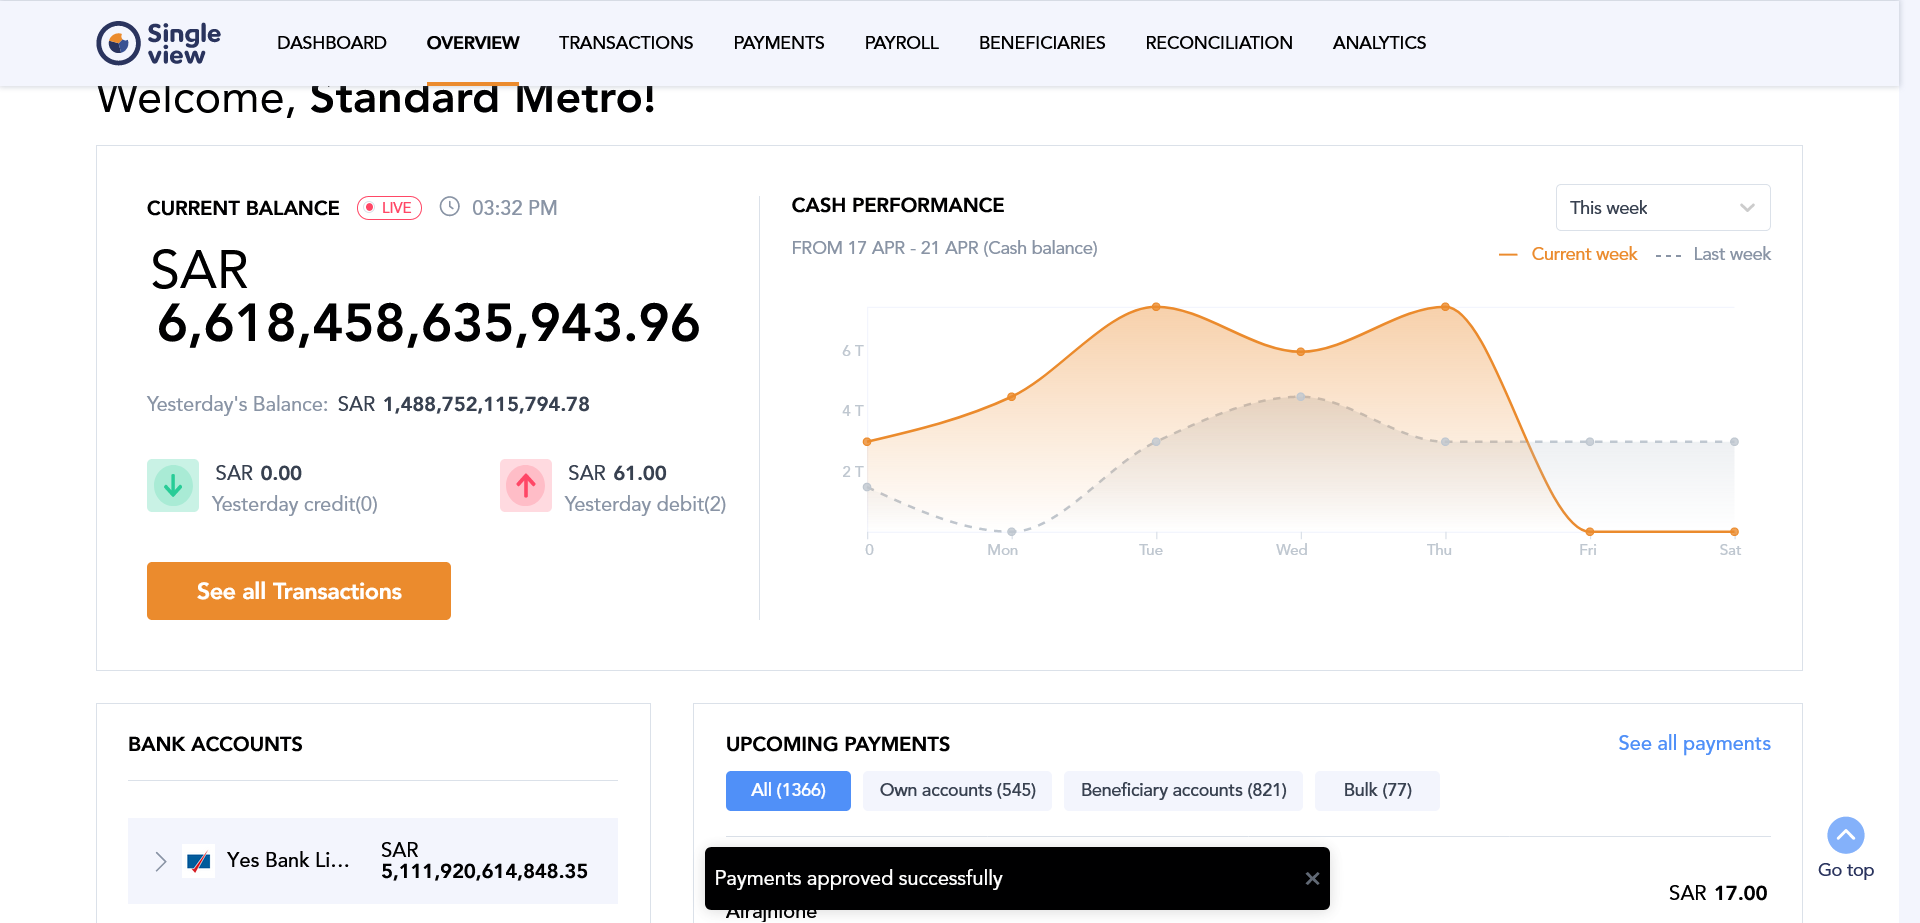 Single view
DASHBOARD
OVERVIEW
TRANSACTIONS
PAYMENTS
PAYROLL
BENEFICIARIES
RECONCILIATION
ANALYTICS
Welcome, Standard Metro!
CURRENT BALANCE
LIVE
03:32 PM
SAR
6,618,458,635,943.96
Yesterday's Balance: SAR 1,488,752,115,794.78
SAR 0.00
Yesterday credit(0)
SAR 61.00
Yesterday debit(2)
See all Transactions
CASH PERFORMANCE
This week
FROM 17 APR - 21 APR (Cash balance)
Current week
Last week
6 T
4 T
2 T
0
Mon
Tue
Wed
Thu
Fri
Sat
BANK ACCOUNTS
Yes Bank Li...
SAR
5,111,920,614,848.35
UPCOMING PAYMENTS
See all payments
All (1366)
Own accounts (545)
Beneficiary accounts (821)
Bulk (77)
Payments approved successfully
SAR 17.00
Go top